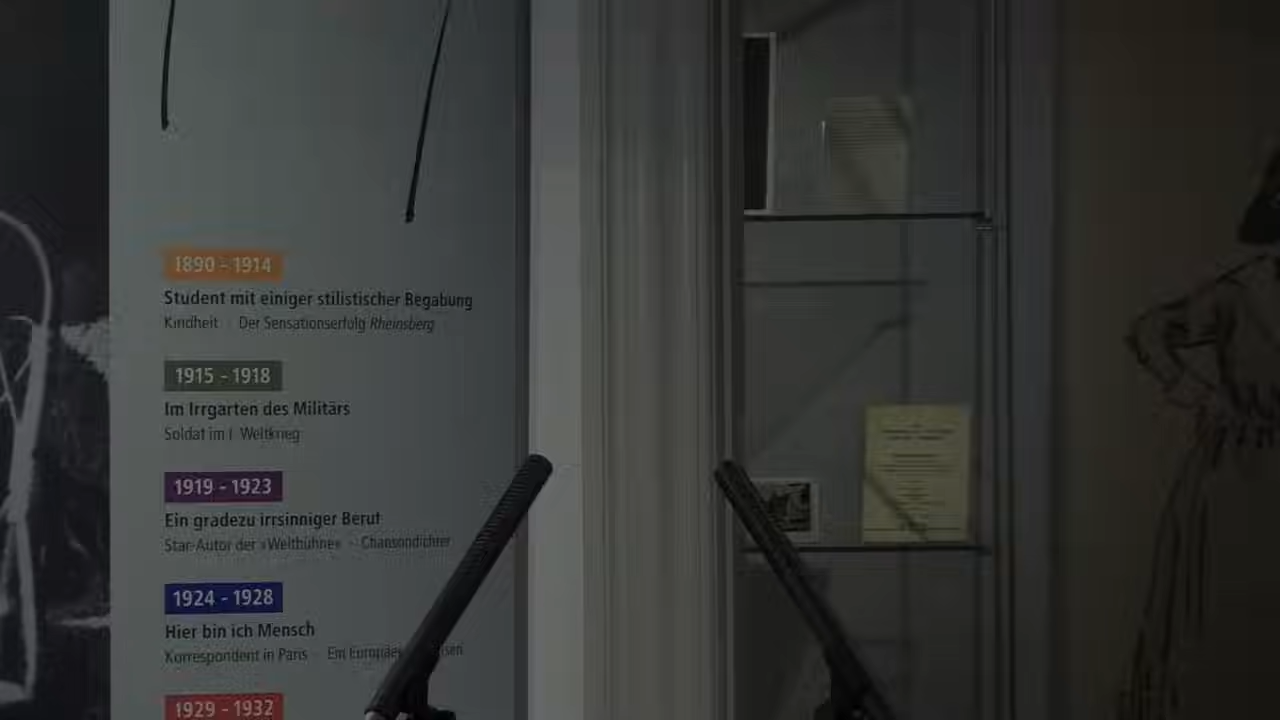 1890 - 1914
Student mit einiger stilistischer Begabung
Kindheit · Der Sensationserfolg Rheinsberg
1915 - 1918
Im Irrgarten des Militärs
Soldat im I. Weltkrieg
1919 - 1923
Ein gradezu irrsinniger Beruf
Star-Autor der »Weltbühne« · Chansondichter
1924 - 1928
Hier bin ich Mensch
Korrespondent in Paris · Ein
1929 - 1932